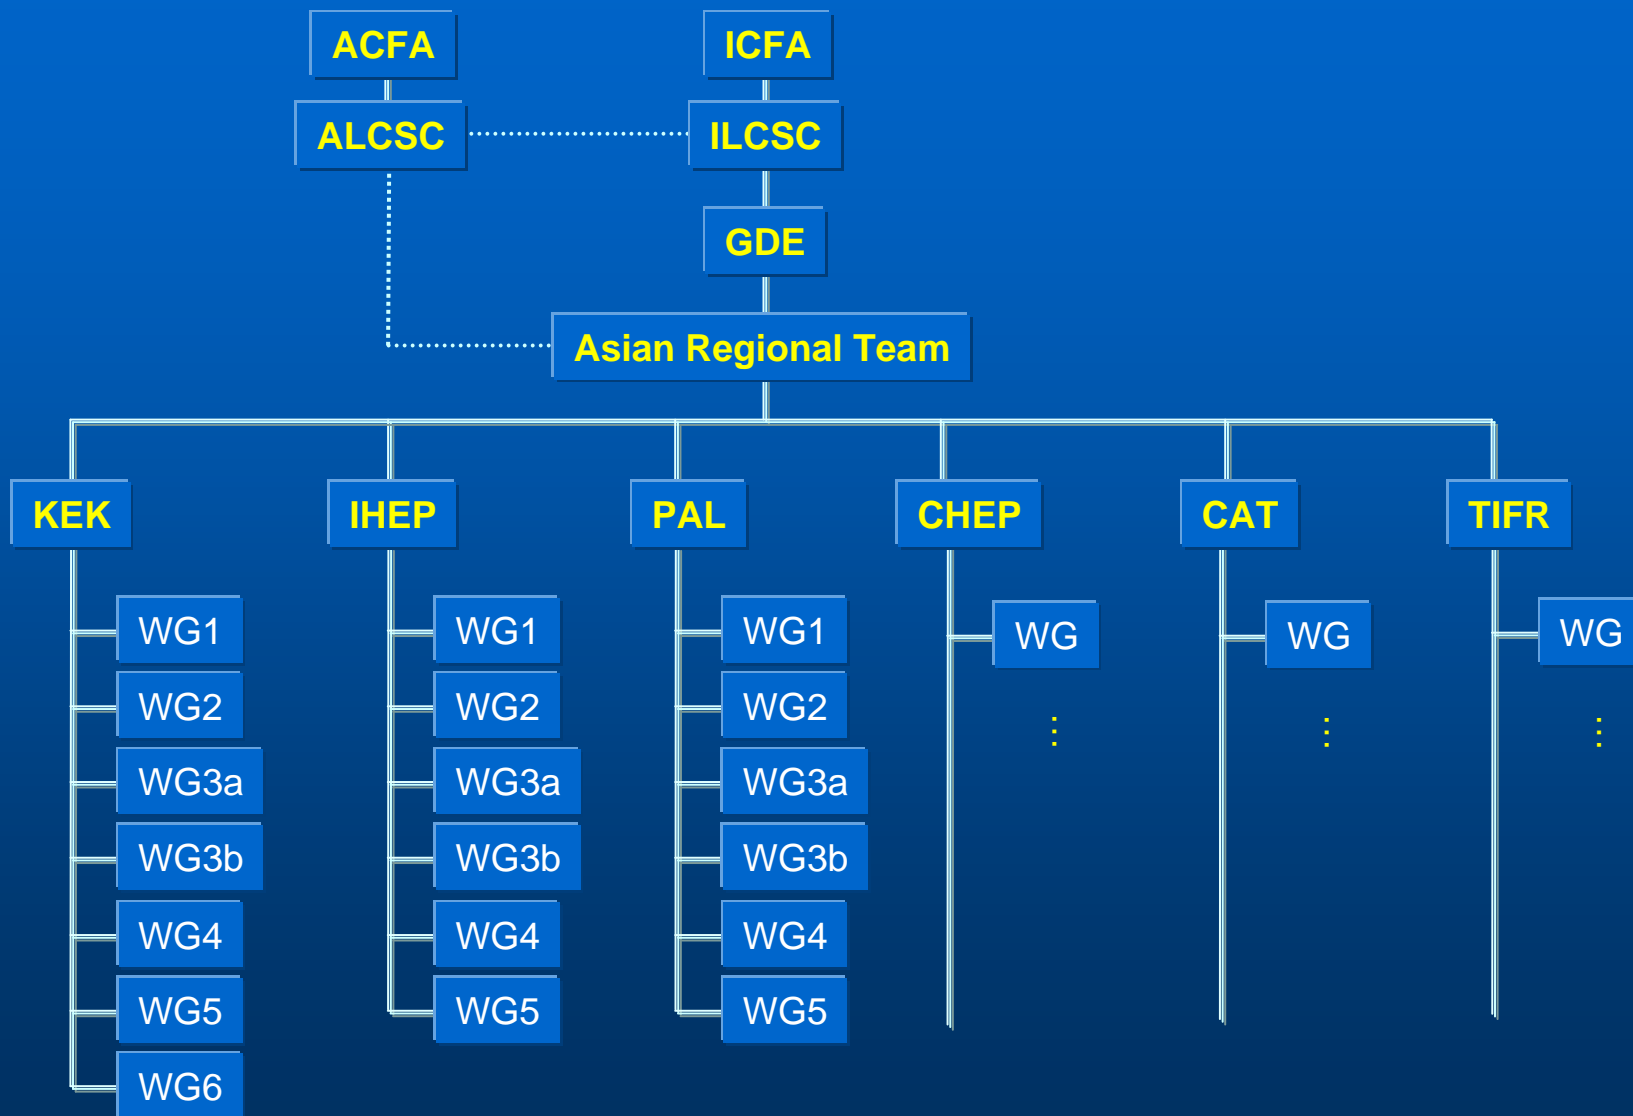 ACFA
ICFA
ALCSC
ILCSC
GDE
Asian Regional Team
KEK
IHEP
PAL
CHEP
CAT
TIFR
WG1
WG2
WG3a
WG3b
WG4
WG5
WG6
WG1
WG2
WG3a
WG3b
WG4
WG5
WG1
WG2
WG3a
WG3b
WG4
WG5
WG
⋮
WG
⋮
WG
⋮